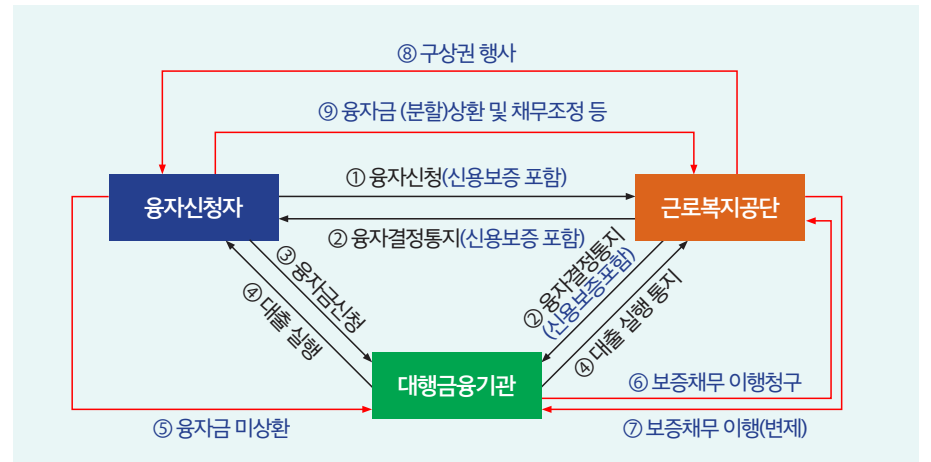 ⑧ 구상권 행사
⑨ 융자금 (분할)상환 및 채무조정 등
① 융자신청(신용보증 포함)
융자신청자
근로복지공단
② 융자결정통지(신용보증 포함)
③ 융자금신청
④ 대출 실행
② 융자결정통지
(신용보증포함)
④ 대출 실행 통지
대행금융기관
⑥ 보증채무 이행청구
⑤ 융자금 미상환
⑦ 보증채무 이행(변제)